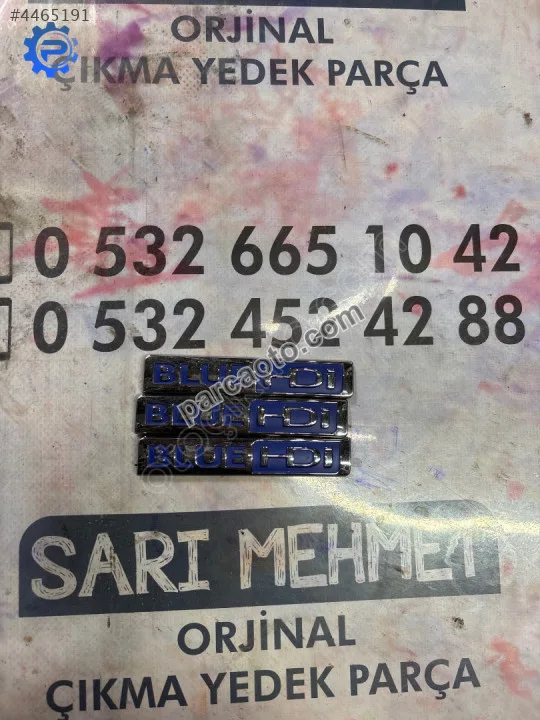 #4465191
ORJİNAL
ÇIKMA YEDEK PARÇA
0 532 665 10 42
0 532 452 42 88
BLUE HDi
BLUE HDi
BLUE HDi
parcaoto.com
SARI MEHMET
ORJİNAL
ÇIKMA YEDEK PARÇA